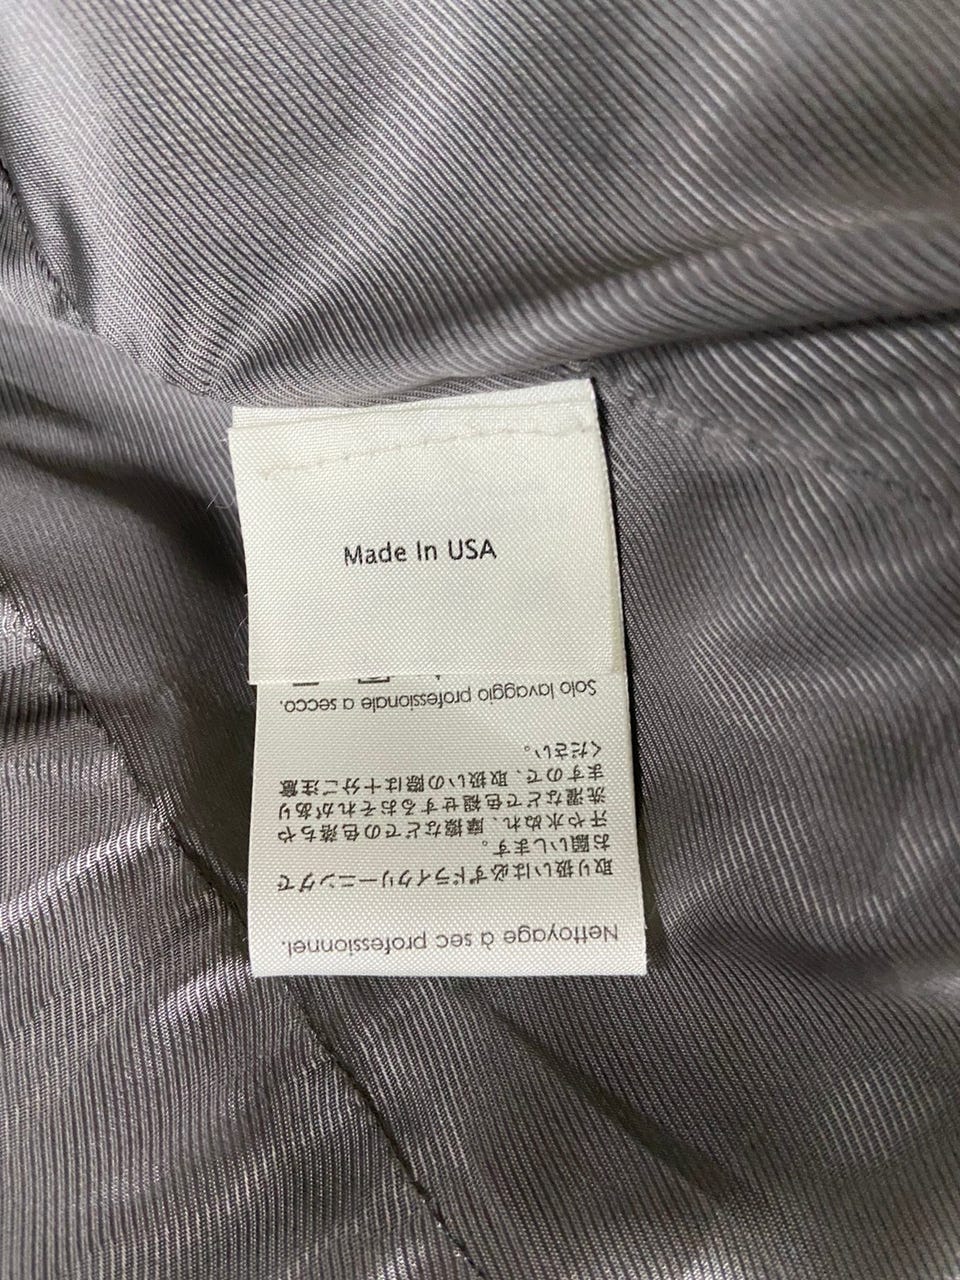 Made In USA
Nettoyage à sec professionnel.
取り扱いは必ずドライクリーニングで
お願いします。
汗や水ぬれ、摩擦などでの色落ちや
洗濯などで色褪せするおそれがあり
ますので、取扱いの際は十分ご注意
ください。
Solo lavaggio professionale a secco.